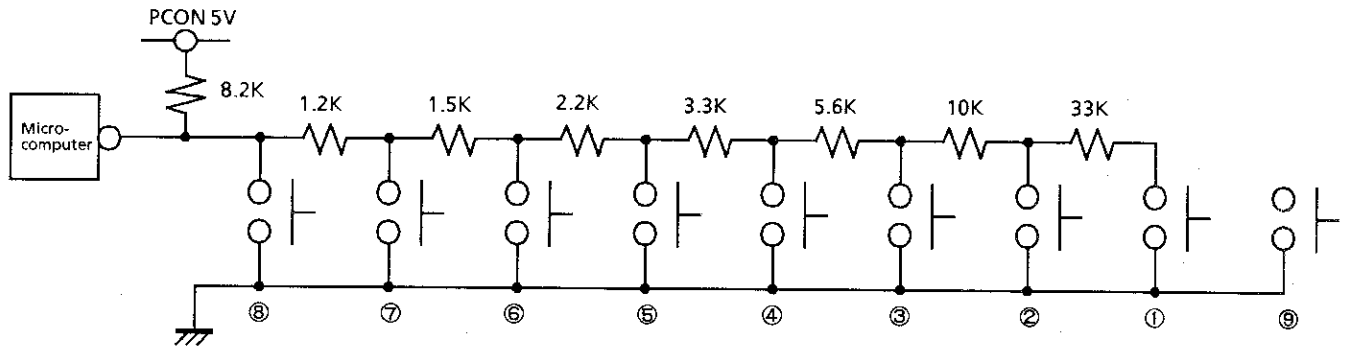 PCON 5V
8.2K
1.2K
1.5K
2.2K
3.3K
5.6K
10K
33K
Micro-
computer
⑧ ⑦ ⑥ ⑤ ④ ③ ② ① ⑨